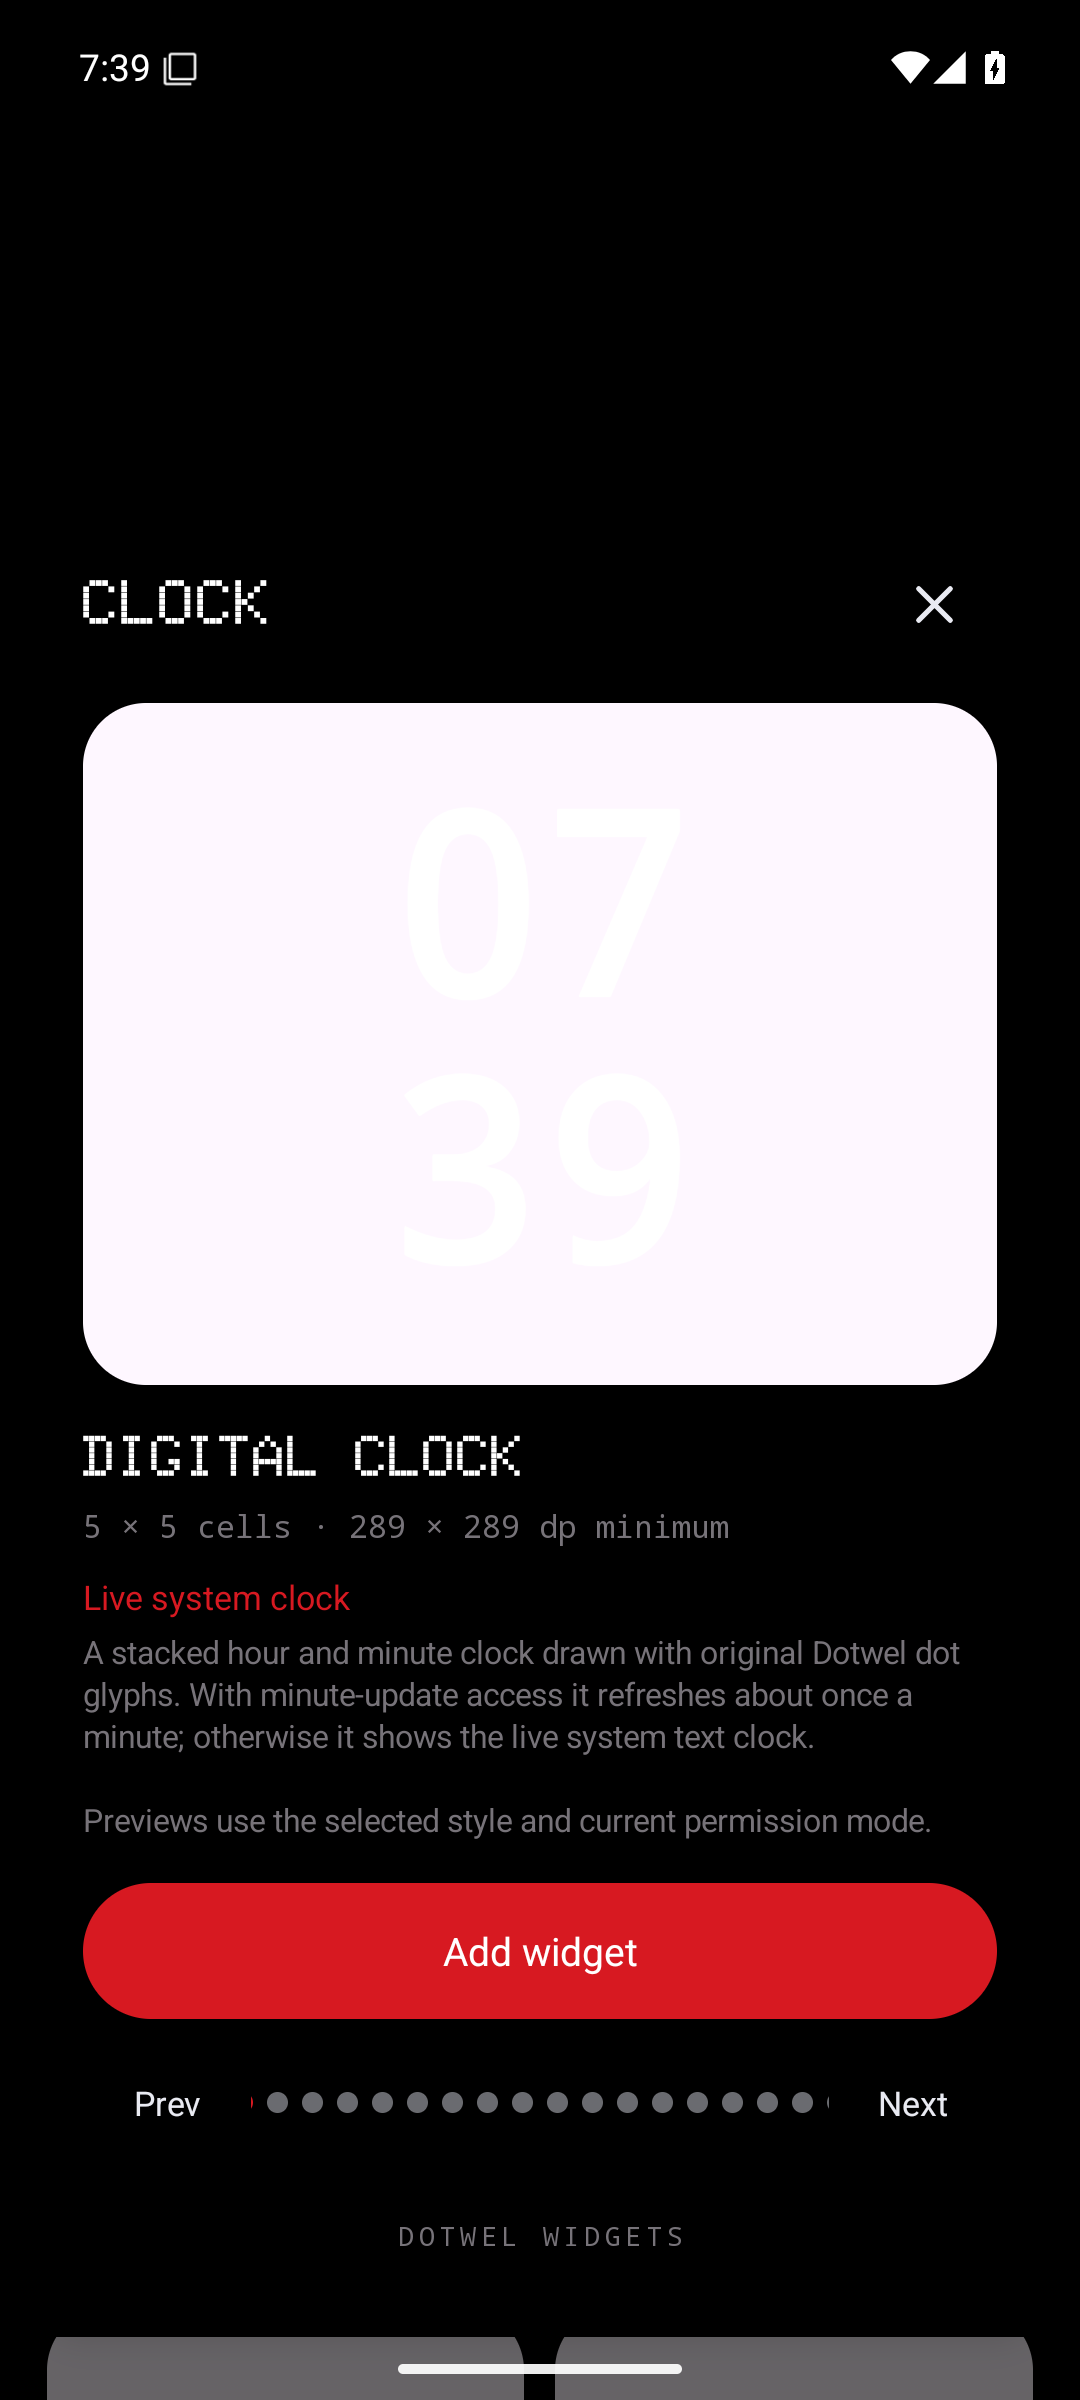 7:39
CLOCK
07
39
DIGITAL CLOCK
5 × 5 cells · 289 × 289 dp minimum
Live system clock
A stacked hour and minute clock drawn with original Dotwel dot
glyphs. With minute-update access it refreshes about once a
minute; otherwise it shows the live system text clock.
Previews use the selected style and current permission mode.
Add widget
Prev
Next
DOTWEL WIDGETS